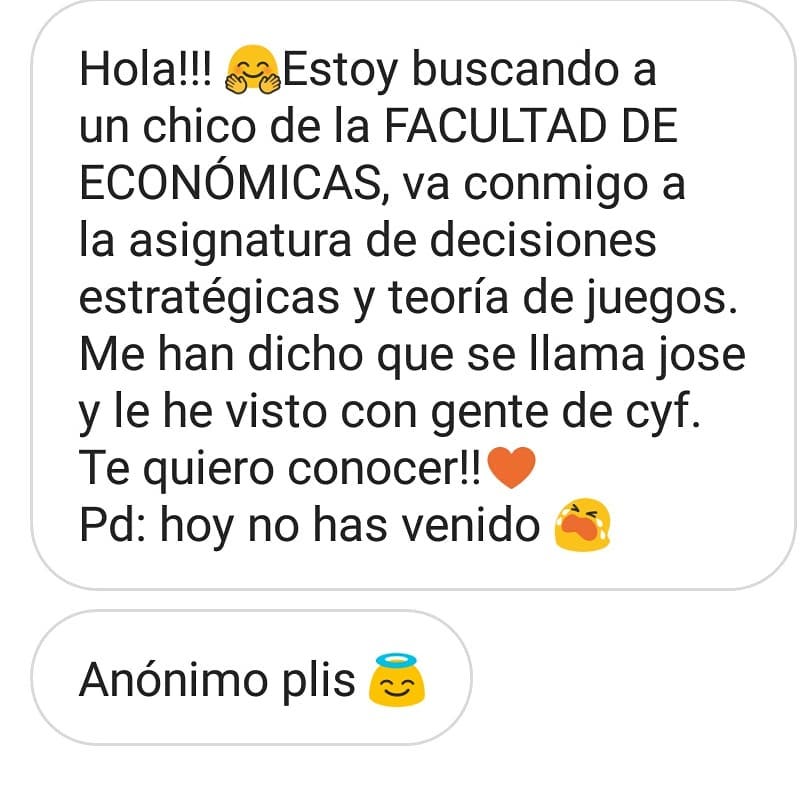 Hola!!! 🤗Estoy buscando a
un chico de la FACULTAD DE
ECONÓMICAS, va conmigo a
la asignatura de decisiones
estratégicas y teoría de juegos.
Me han dicho que se llama jose
y le he visto con gente de cyf.
Te quiero conocer!!❤️
Pd: hoy no has venido 😭
Anónimo plis 😇